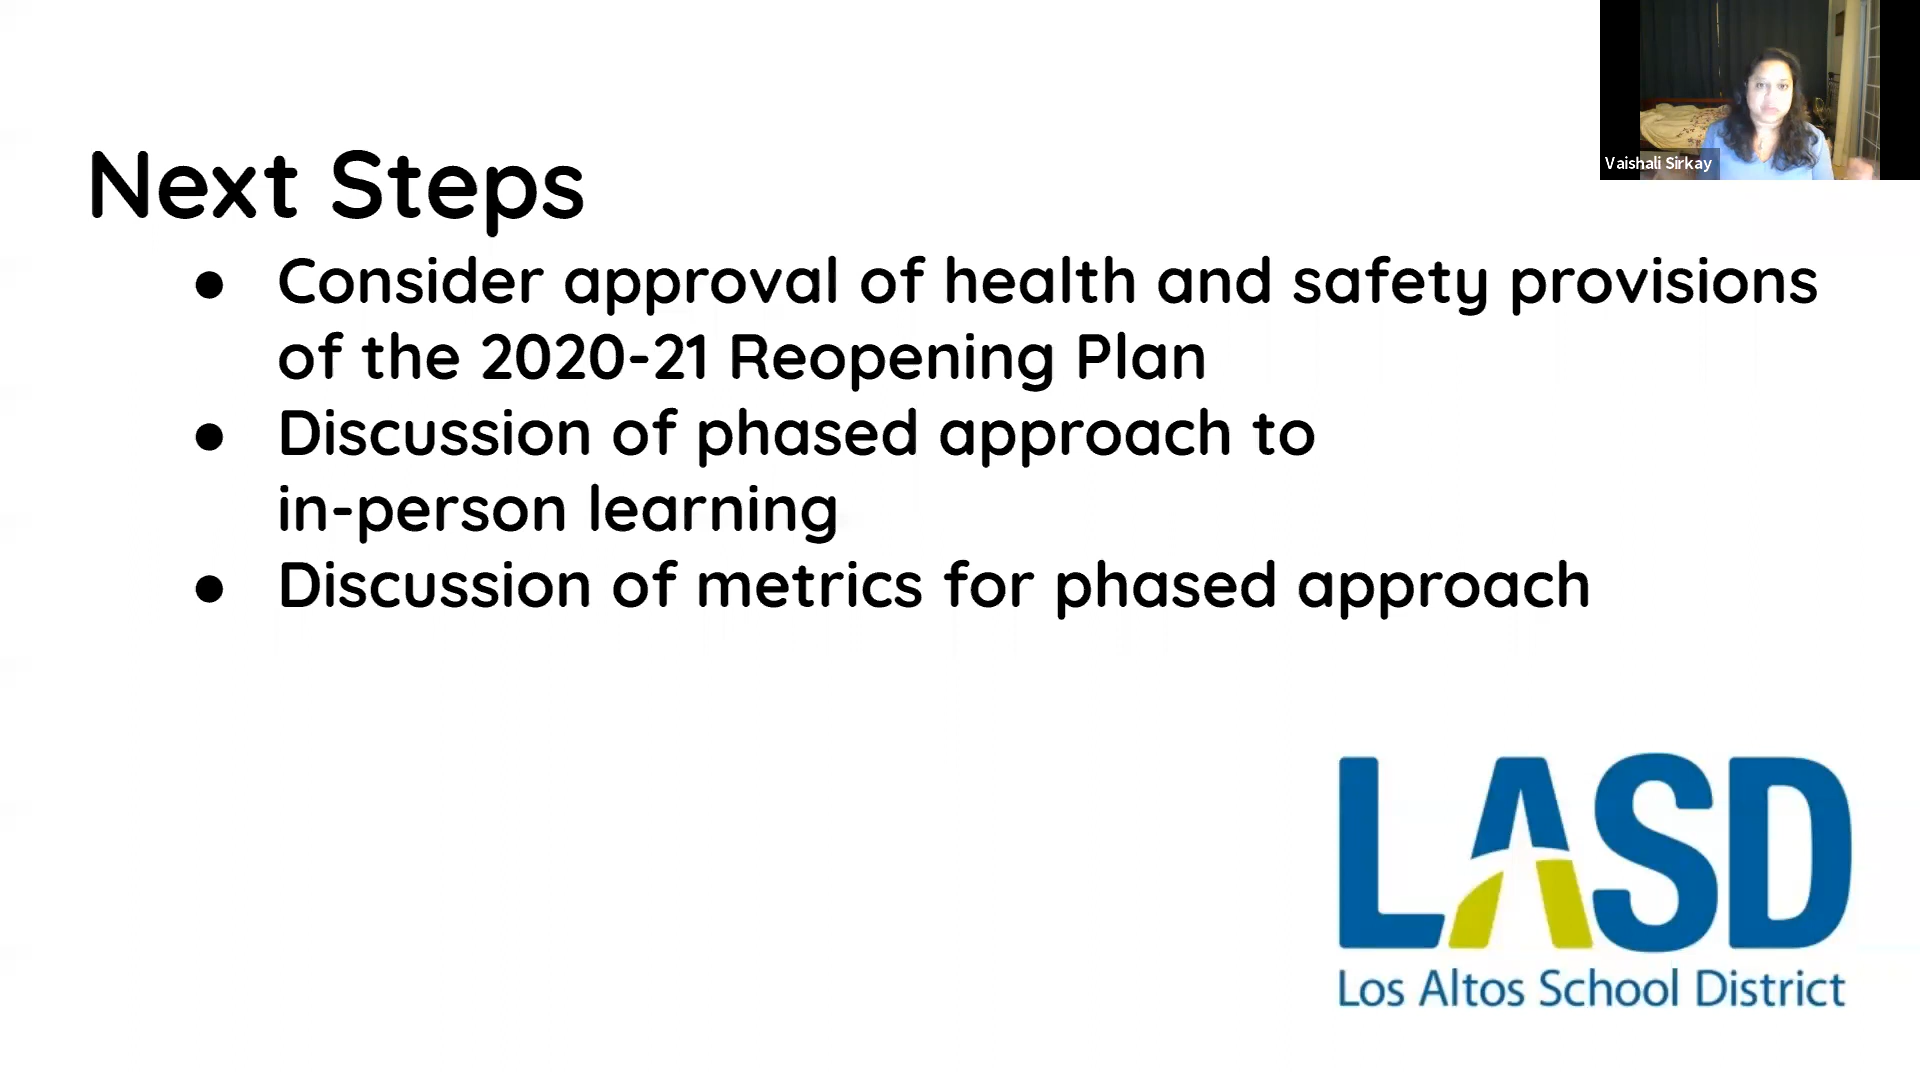 Vaishali Sirkay
Next Steps
● Consider approval of health and safety provisions
of the 2020-21 Reopening Plan
● Discussion of phased approach to
in-person learning
● Discussion of metrics for phased approach
LASD
Los Altos School District